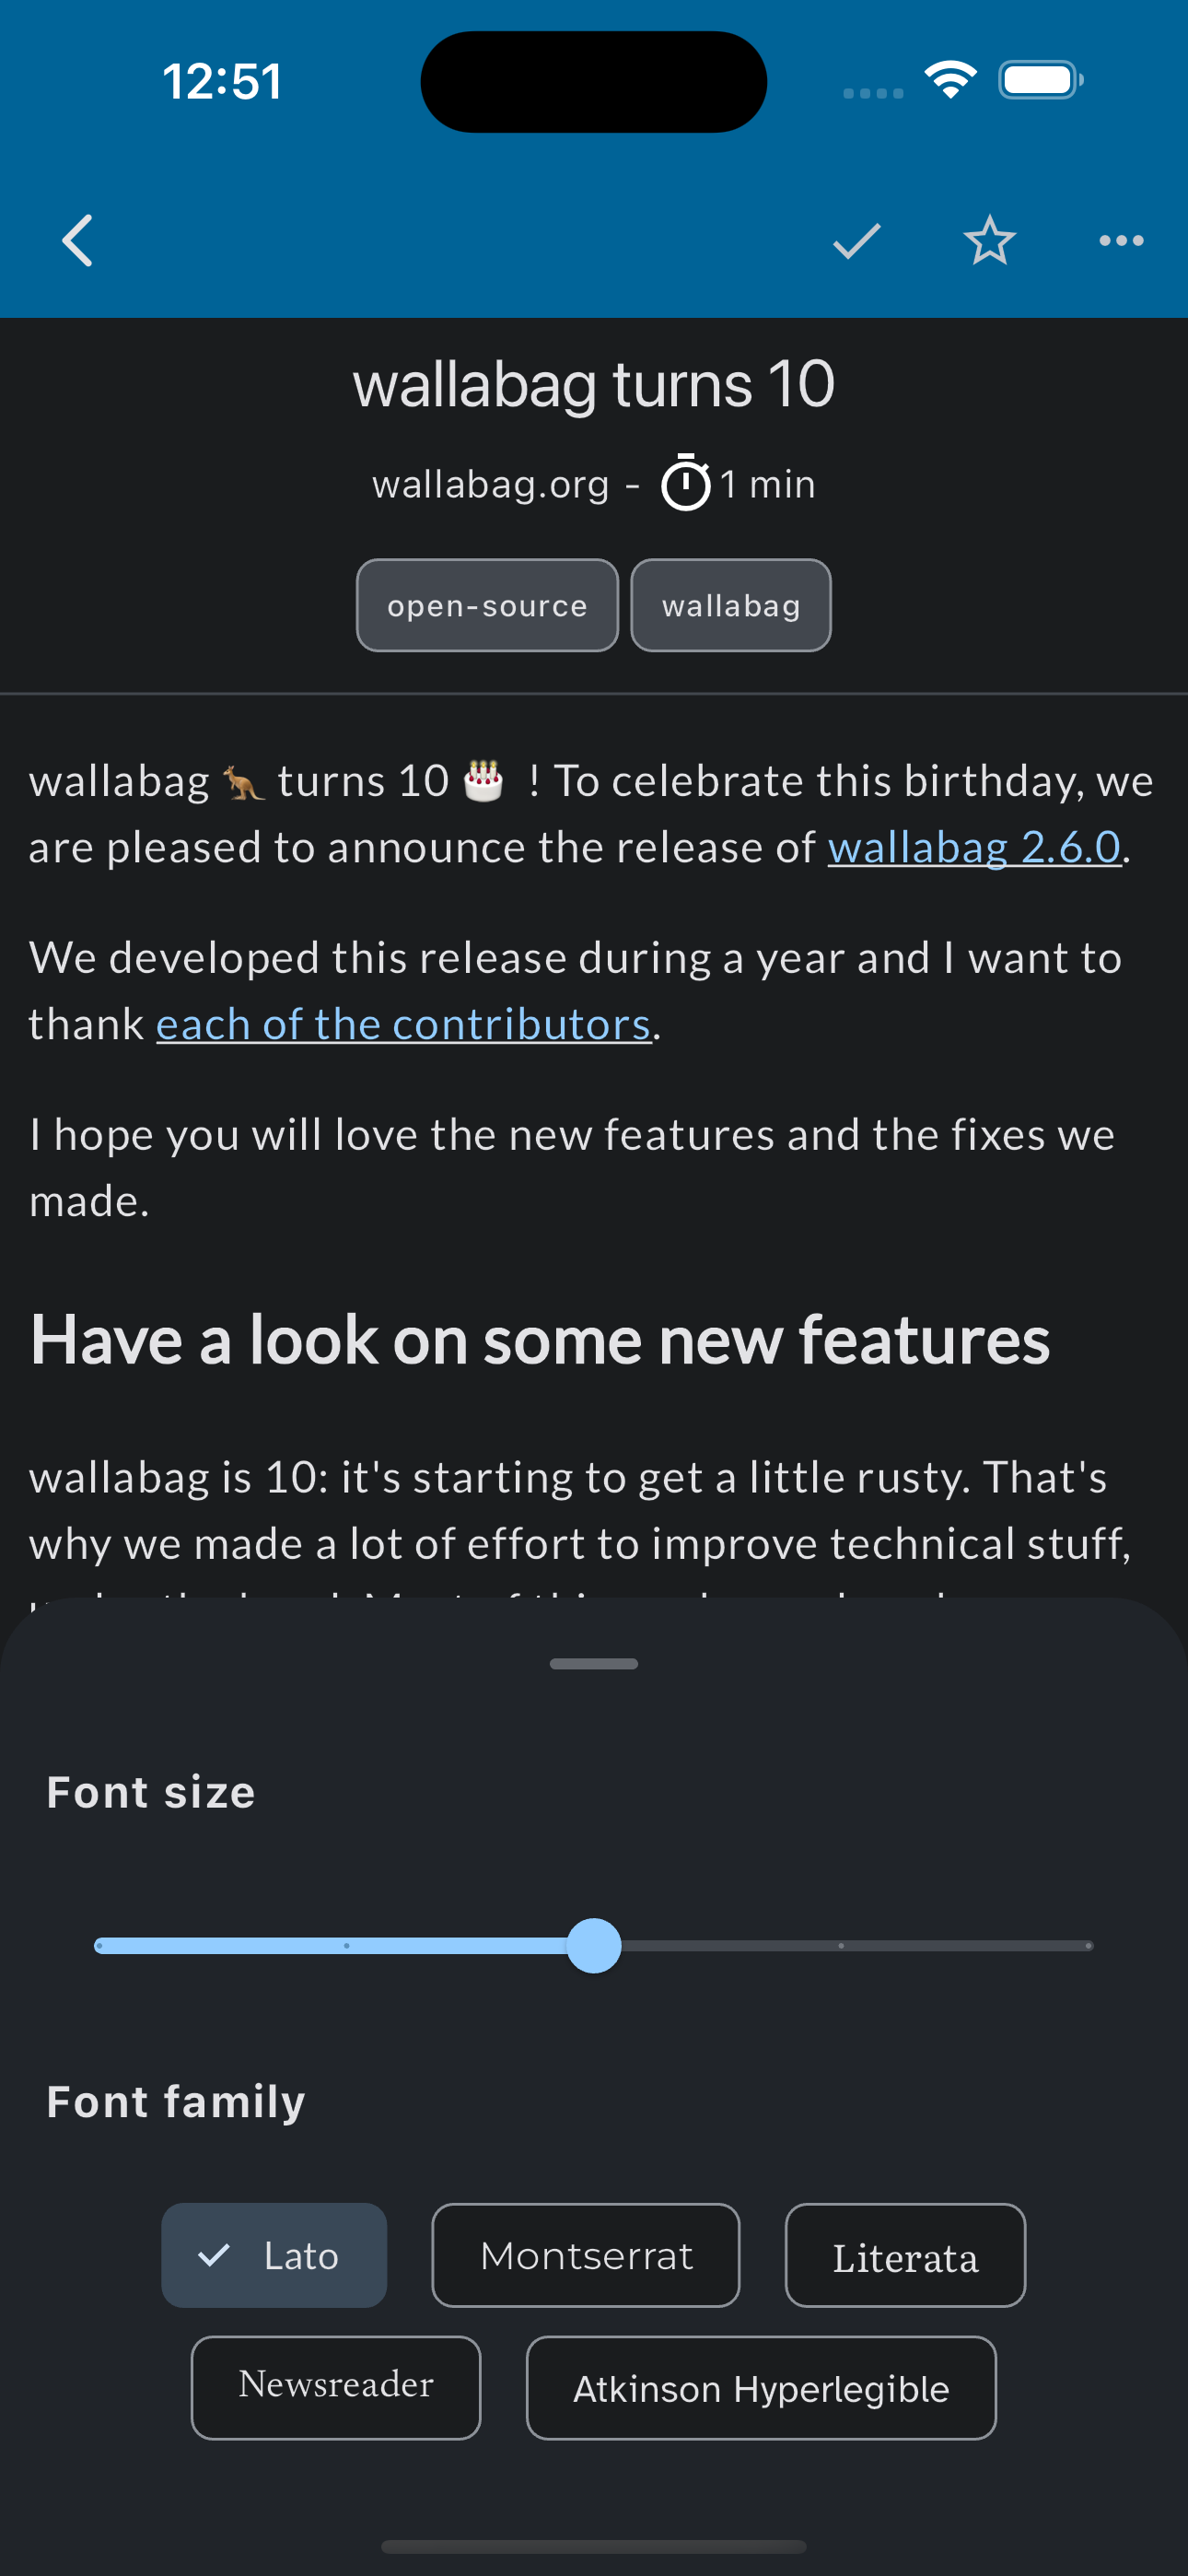 12:51
wallabag turns 10
wallabag.org - 1 min
open-source wallabag
wallabag 🦘 turns 10 🎂 ! To celebrate this birthday, we
are pleased to announce the release of wallabag 2.6.0.
We developed this release during a year and I want to
thank each of the contributors.
I hope you will love the new features and the fixes we
made.
Have a look on some new features
wallabag is 10: it's starting to get a little rusty. That's
why we made a lot of effort to improve technical stuff,
Font size
Font family
Lato Montserrat Literata
Newsreader Atkinson Hyperlegible